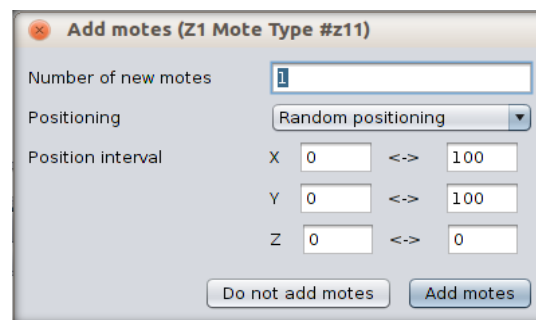 Add motes (Z1 Mote Type #z11)
Number of new motes 1
Positioning Random positioning
Position interval X 0 <-> 100
Y 0 <-> 100
Z 0 <-> 0
Do not add motes Add motes